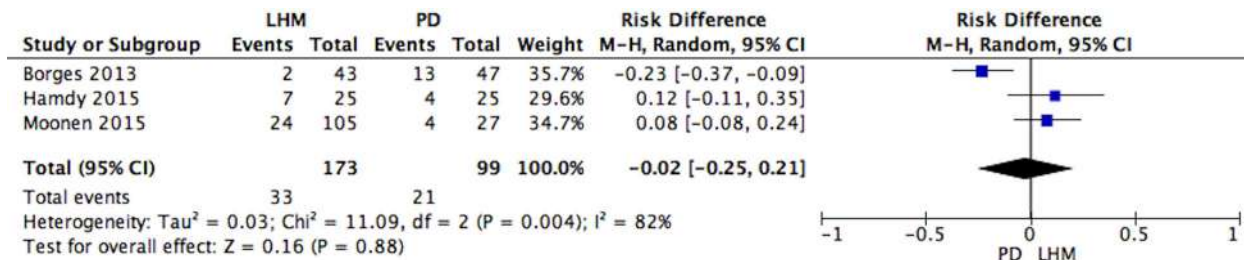 LHM PD Risk Difference Risk Difference
Study or Subgroup Events Total Events Total Weight M-H, Random, 95% CI M-H, Random, 95% CI
Borges 2013 2 43 13 47 35.7% -0.23 [-0.37, -0.09]
Hamdy 2015 7 25 4 25 29.6% 0.12 [-0.11, 0.35]
Moonen 2015 24 105 4 27 34.7% 0.08 [-0.08, 0.24]
Total (95% CI) 173 99 100.0% -0.02 [-0.25, 0.21]
Total events 33 21
Heterogeneity: Tau² = 0.03; Chi² = 11.09, df = 2 (P = 0.004); I² = 82%
Test for overall effect: Z = 0.16 (P = 0.88)
-1 -0.5 0 0.5 1
PD LHM